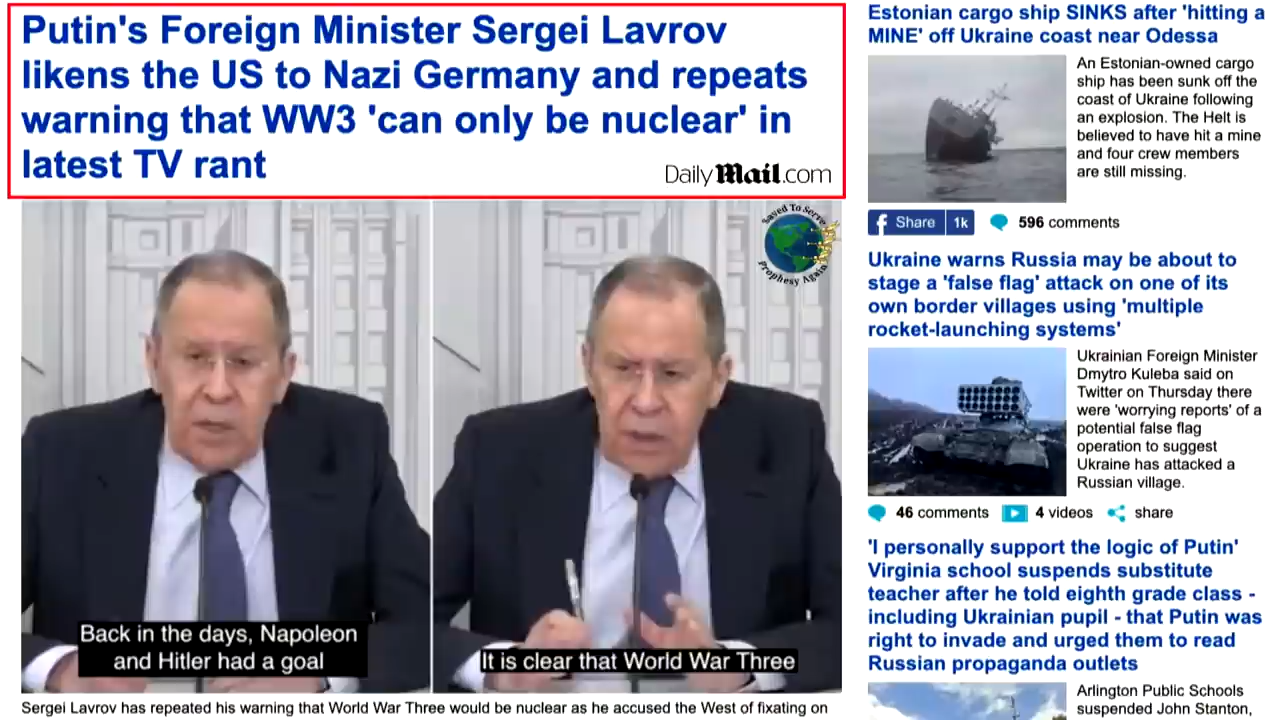 Putin's Foreign Minister Sergei Lavrov
likens the US to Nazi Germany and repeats
warning that WW3 'can only be nuclear' in
latest TV rant
DailyMail.com
Saved To Serve
Prophesy Again
Back in the days, Napoleon
and Hitler had a goal
It is clear that World War Three
Sergei Lavrov has repeated his warning that World War Three would be nuclear as he accused the West of fixating on
Estonian cargo ship SINKS after 'hitting a
MINE' off Ukraine coast near Odessa
An Estonian-owned cargo
ship has been sunk off the
coast of Ukraine following
an explosion. The Helt is
believed to have hit a mine
and four crew members
are still missing.
f Share 1k 596 comments
Ukraine warns Russia may be about to
stage a 'false flag' attack on one of its
own border villages using 'multiple
rocket-launching systems'
Ukrainian Foreign Minister
Dmytro Kuleba said on
Twitter on Thursday there
were 'worrying reports' of a
potential false flag
operation to suggest
Ukraine has attacked a
Russian village.
46 comments 4 videos share
'I personally support the logic of Putin'
Virginia school suspends substitute
teacher after he told eighth grade class -
including Ukrainian pupil - that Putin was
right to invade and urged them to read
Russian propaganda outlets
Arlington Public Schools
suspended John Stanton,